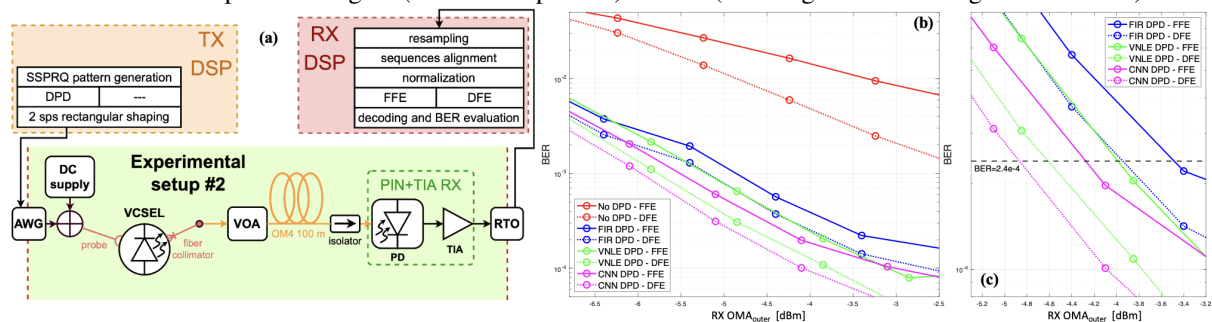 (a)
TX
DSP
SSPRQ pattern generation
DPD
---
2 sps rectangular shaping
RX
DSP
resampling
sequences alignment
normalization
FFE
DFE
decoding and BER evaluation
Experimental
setup #2
DC
supply
AWG
probe
VCSEL
fiber
collimator
VOA
OM4 100 m
isolator
PIN+TIA RX
PD
TIA
RTO
(b)
BER
10-2
10-3
10-4
No DPD - FFE
No DPD - DFE
FIR DPD - FFE
FIR DPD - DFE
VNLE DPD - FFE
VNLE DPD - DFE
CNN DPD - FFE
CNN DPD - DFE
-6.5 -6 -5.5 -5 -4.5 -4 -3.5 -3 -2.5
RX OMAouter [dBm]
BER
FIR DPD - FFE
FIR DPD - DFE
VNLE DPD - FFE
VNLE DPD - DFE
CNN DPD - FFE
CNN DPD - DFE
BER=2.4e-4
10-4
(c)
-5.2 -5 -4.8 -4.6 -4.4 -4.2 -4 -3.8 -3.6 -3.4 -3.2
RX OMAouter [dBm]